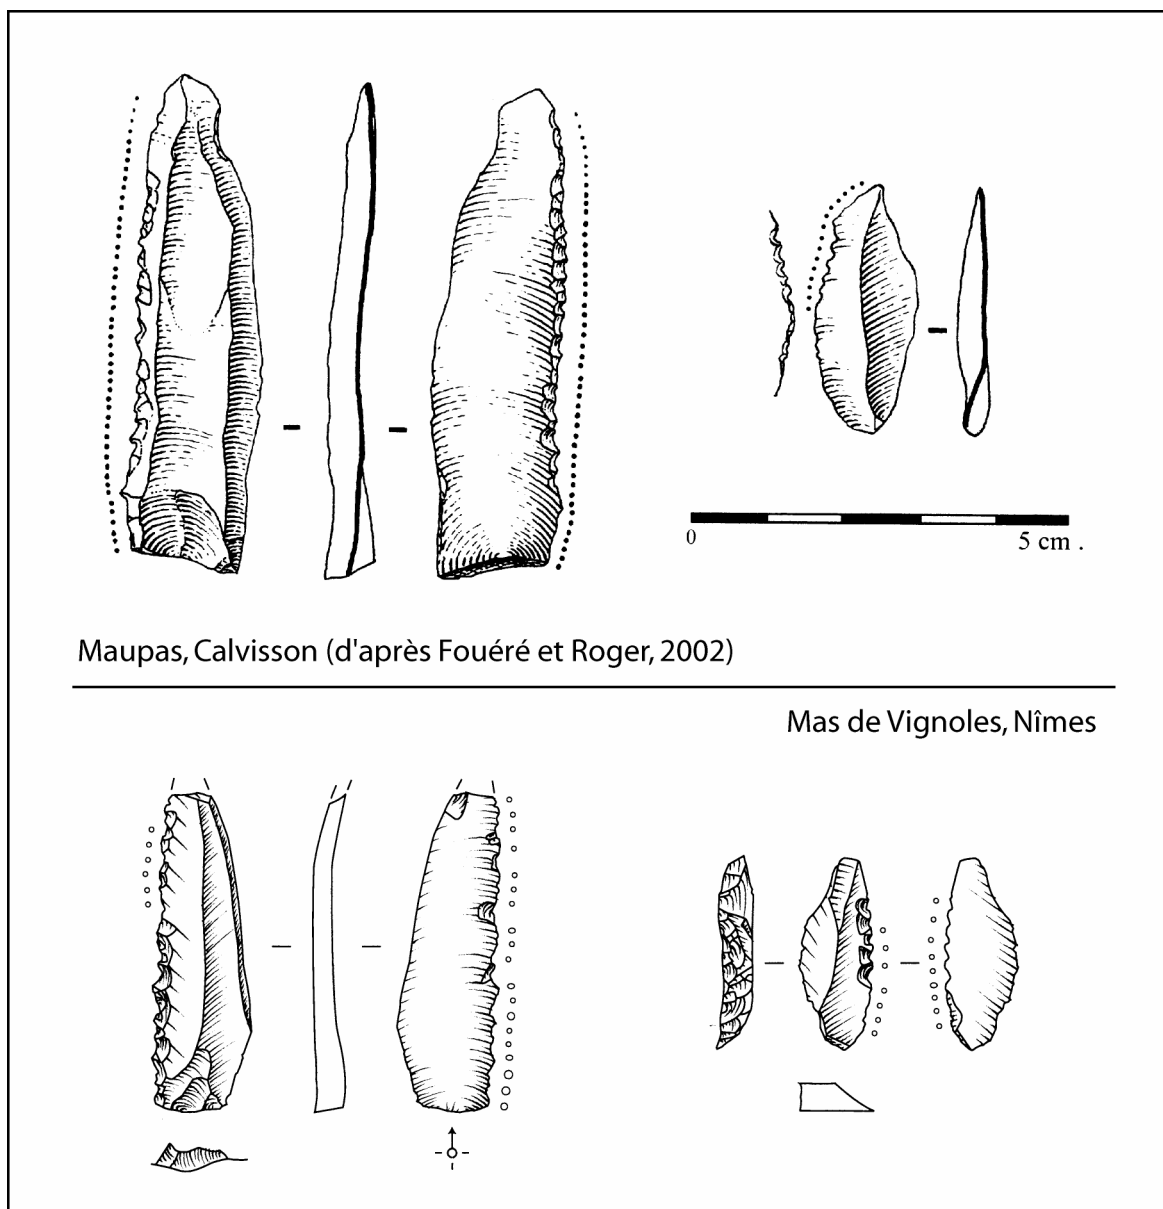 0
5 cm .
Maupas, Calvisson (d'après Fouéré et Roger, 2002)
Mas de Vignoles, Nîmes